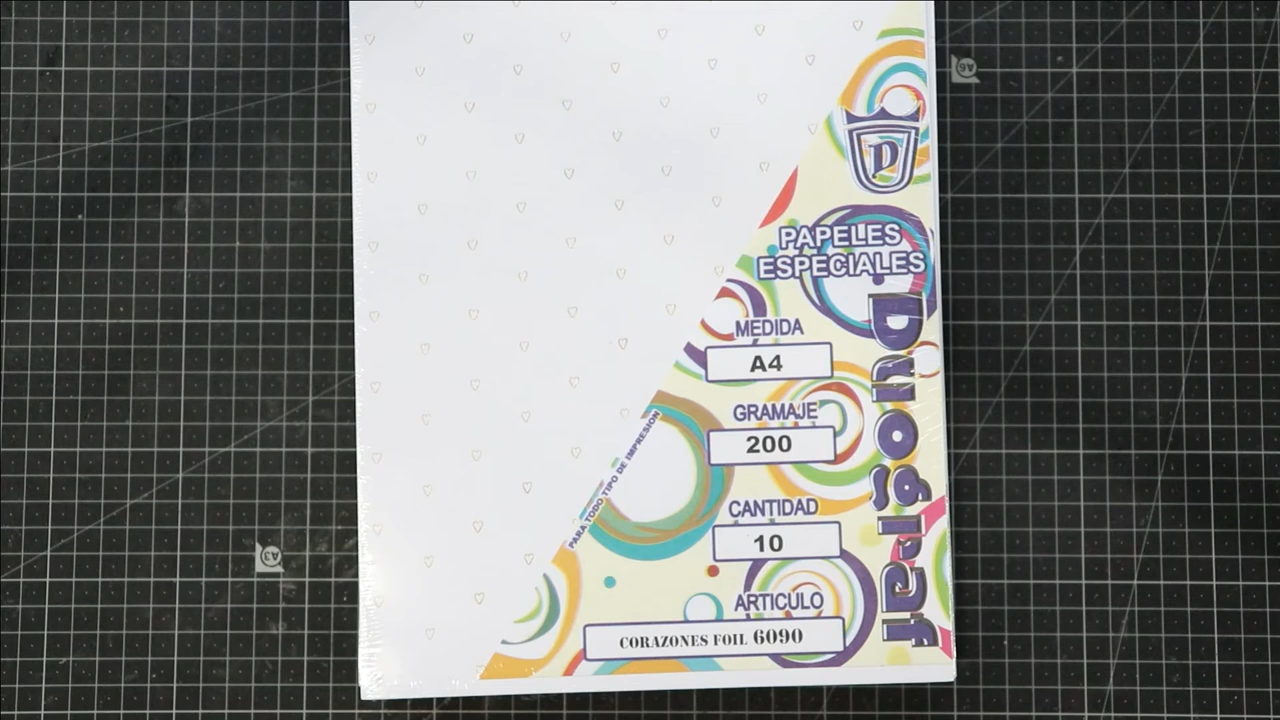 A6
D
PAPELES
ESPECIALES
Duoghaf
MEDIDA
A4
GRAMAJE
200
PARA TODO TIPO DE IMPRESION
CANTIDAD
10
A3
ARTICULO
CORAZONES FOIL 6090